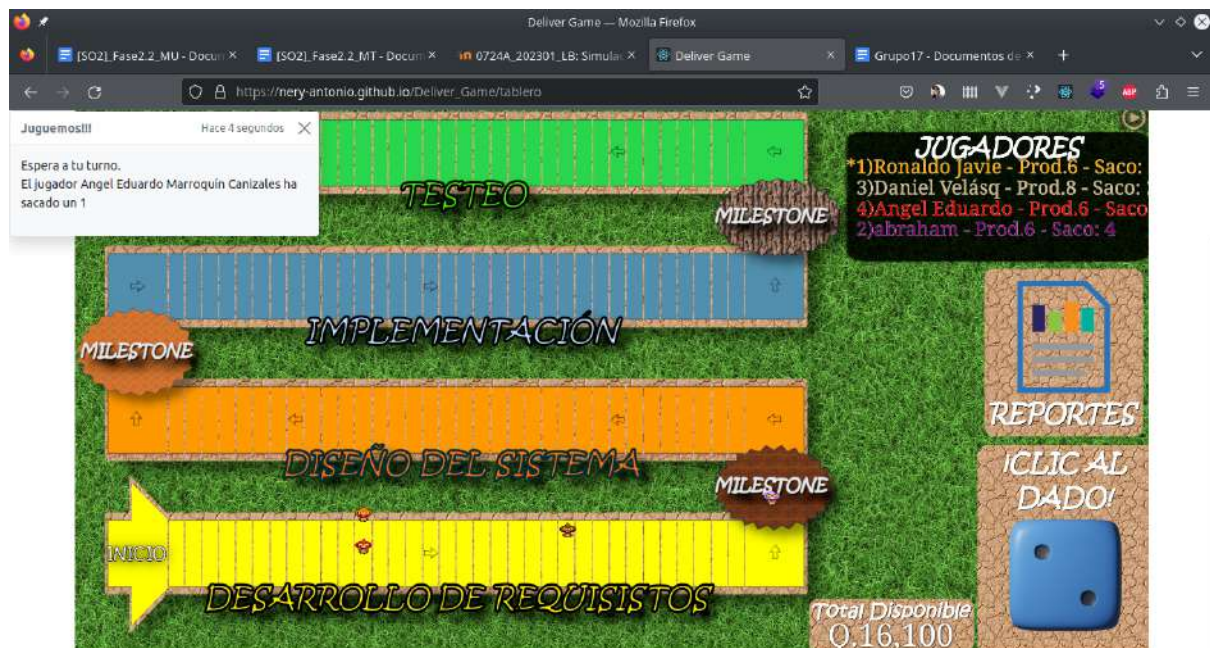 Deliver Game — Mozilla Firefox
[SO2]_Fase2.2_MU - Docum
[SO2]_Fase2.2_MT - Docum
0724A_202301_LB: Simulac
Deliver Game
Grupo17 - Documentos de
https://nery-antonio.github.io/Deliver_Game/tablero
5
ABP
Juguemos!!!
Hace 4 segundos
Espera a tu turno.
El jugador Angel Eduardo Marroquín Canizales ha
sacado un 1
JUGADORES
*1)Ronaldo Javie - Prod.6 - Saco:
3)Daniel Velásq - Prod.8 - Saco:
4)Angel Eduardo - Prod.6 - Saco
2)abraham - Prod.6 - Saco: 4
TESTEO
MILESTONE
IMPLEMENTACIÓN
MILESTONE
REPORTES
DISEÑO DEL SISTEMA
MILESTONE
¡CLIC AL
DADO!
INICIO
DESARROLLO DE REQUISISTOS
Total Disponible
Q.16,100